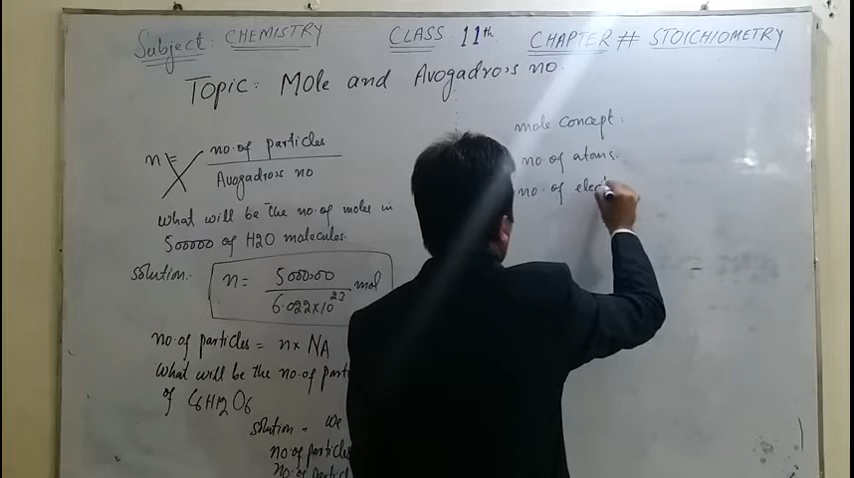 Subject: CHEMISTRY CLASS 11th CHAPTER # STOICHIOMETRY
Topic: Mole and Avogadro,s no.
n = no. of particles
Avogadro,s no
what will be the no. of moles in
500000 of H2O molecules.
solution:-
n = 500000
6.022x10^23 mol
no. of particles = n x NA
what will be the no. of part
of C6H12O6
solution = we
no. of particles
no. of particl
mole concept:
no. of atoms.
no. of elect